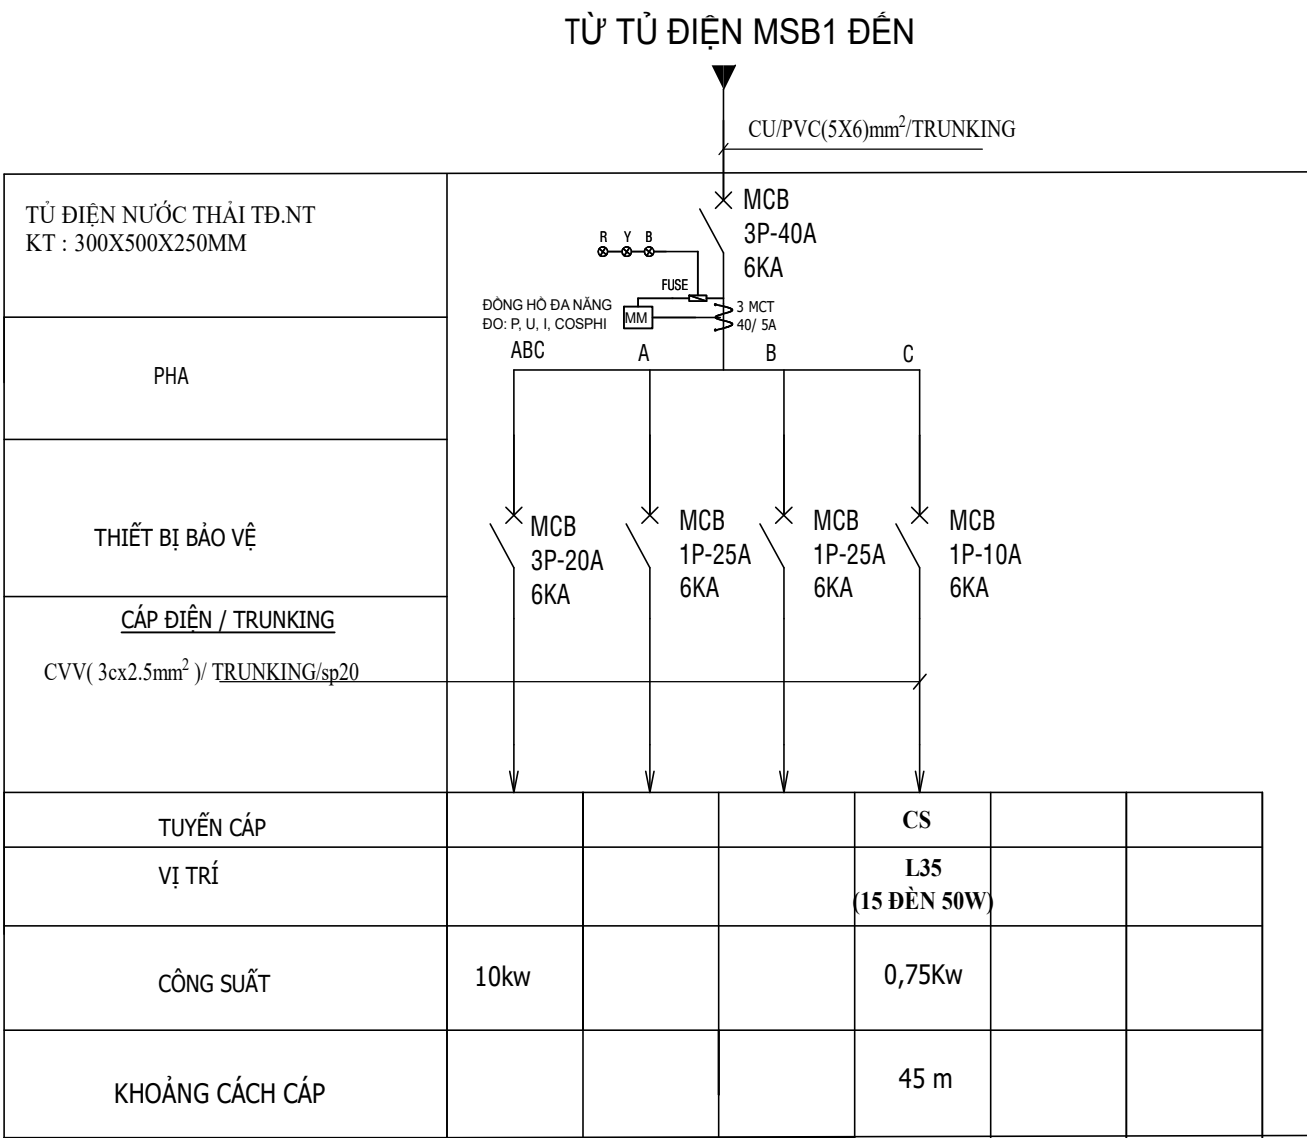 TỪ TỦ ĐIỆN MSB1 ĐẾN
CU/PVC(5X6)mm²/TRUNKING
TỦ ĐIỆN NƯỚC THẢI TĐ.NT
KT : 300X500X250MM
MCB
3P-40A
6KA
R Y B
FUSE
ĐỒNG HỒ ĐA NĂNG
ĐO: P, U, I, COSPHI
MM
3 MCT
40/ 5A
PHA
ABC
A
B
C
THIẾT BỊ BẢO VỆ
MCB
3P-20A
6KA
MCB
1P-25A
6KA
MCB
1P-25A
6KA
MCB
1P-10A
6KA
CÁP ĐIỆN / TRUNKING
CVV( 3cx2.5mm² )/ TRUNKING/sp20
TUYẾN CÁP
CS
VỊ TRÍ
L35
(15 ĐÈN 50W)
CÔNG SUẤT
10kw
0,75Kw
KHOẢNG CÁCH CÁP
45 m